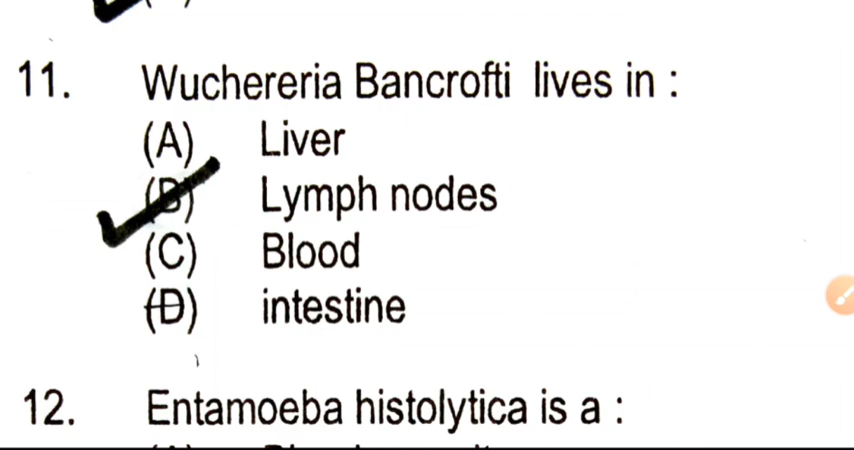 11. Wuchereria Bancrofti lives in :
(A) Liver
(B) Lymph nodes
(C) Blood
(D) intestine
12. Entamoeba histolytica is a :